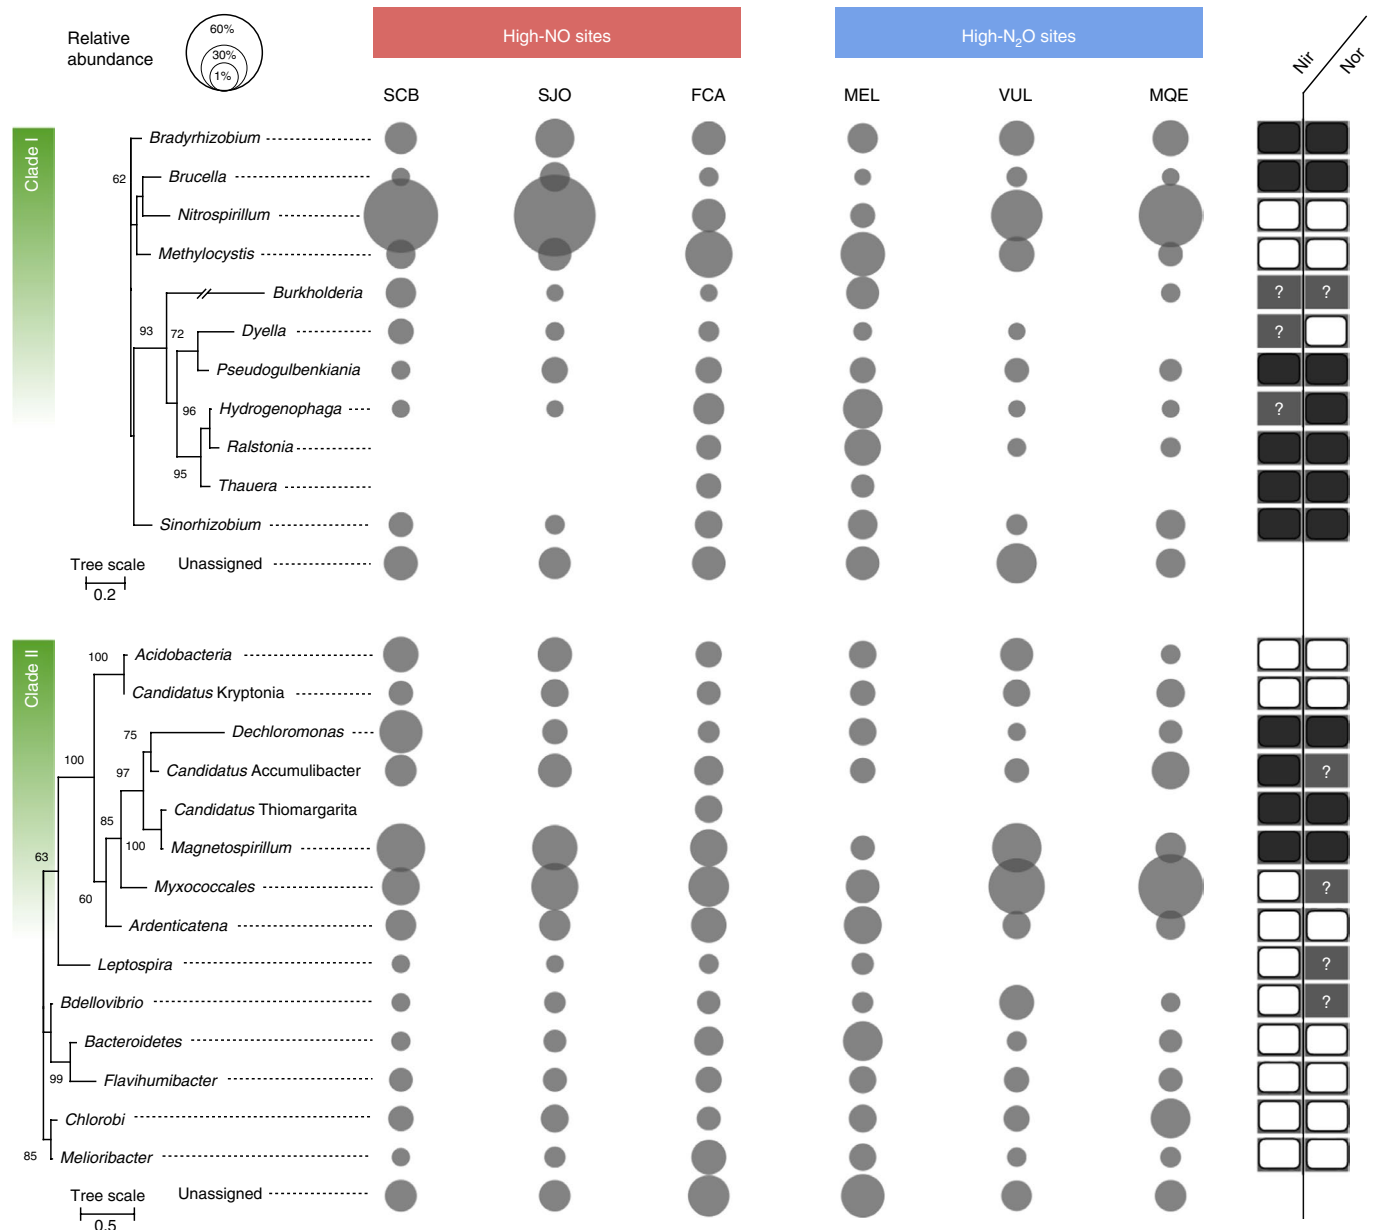 Relative
abundance
60%
30%
1%
High-NO sites
High-N₂O sites
Nir
Nor
SCB
SJO
FCA
MEL
VUL
MQE
Clade I
Bradyrhizobium
62
Brucella
Nitrospirillum
Methylocystis
Burkholderia
? ?
93
72
Dyella
?
Pseudogulbenkiania
96
Hydrogenophaga
?
Ralstonia
95
Thauera
Sinorhizobium
Unassigned
Tree scale
0.2
Clade II
100
Acidobacteria
Candidatus Kryptonia
75
Dechloromonas
100
97
Candidatus Accumulibacter
?
Candidatus Thiomargarita
85
100
Magnetospirillum
63
Myxococcales
?
60
Ardenticatena
Leptospira
?
Bdellovibrio
?
Bacteroidetes
99
Flavihumibacter
Chlorobi
85
Melioribacter
Unassigned
Tree scale
0.5